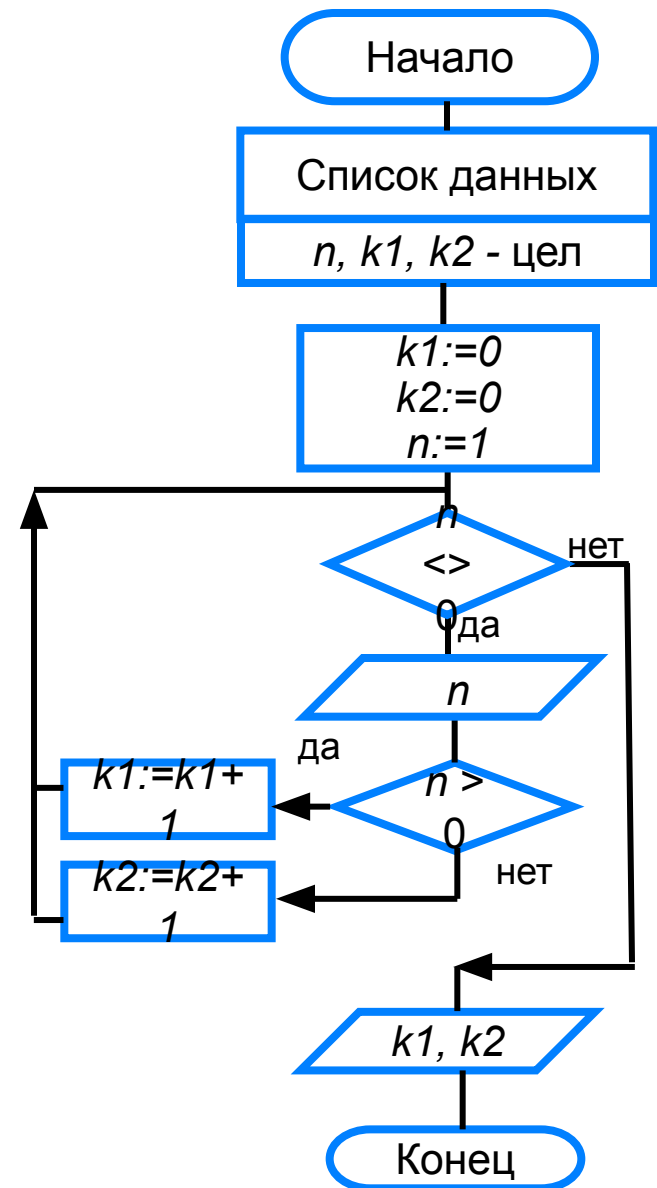 Начало
Список данных
n, k1, k2 - цел
k1:=0
k2:=0
n:=1
n
<>
0
нет
да
n
да
n >
0
k1:=k1+
1
нет
k2:=k2+
1
k1, k2
Конец